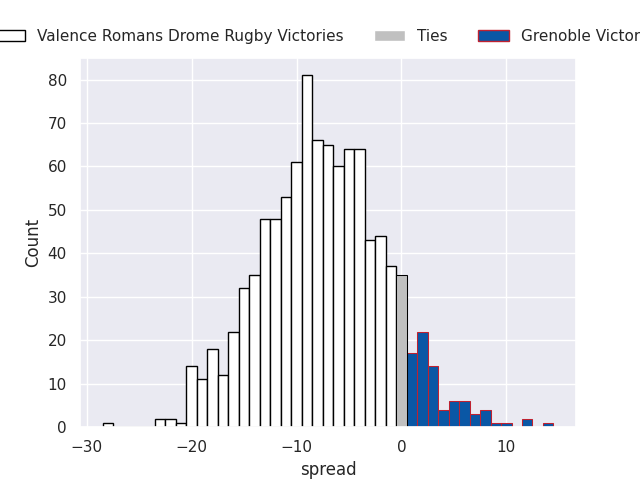 Valence Romans Drome Rugby Victories Ties Grenoble Victor
80
70
60
50
40
30
20
10
0
Count
−30 −20 −10 0 10
spread